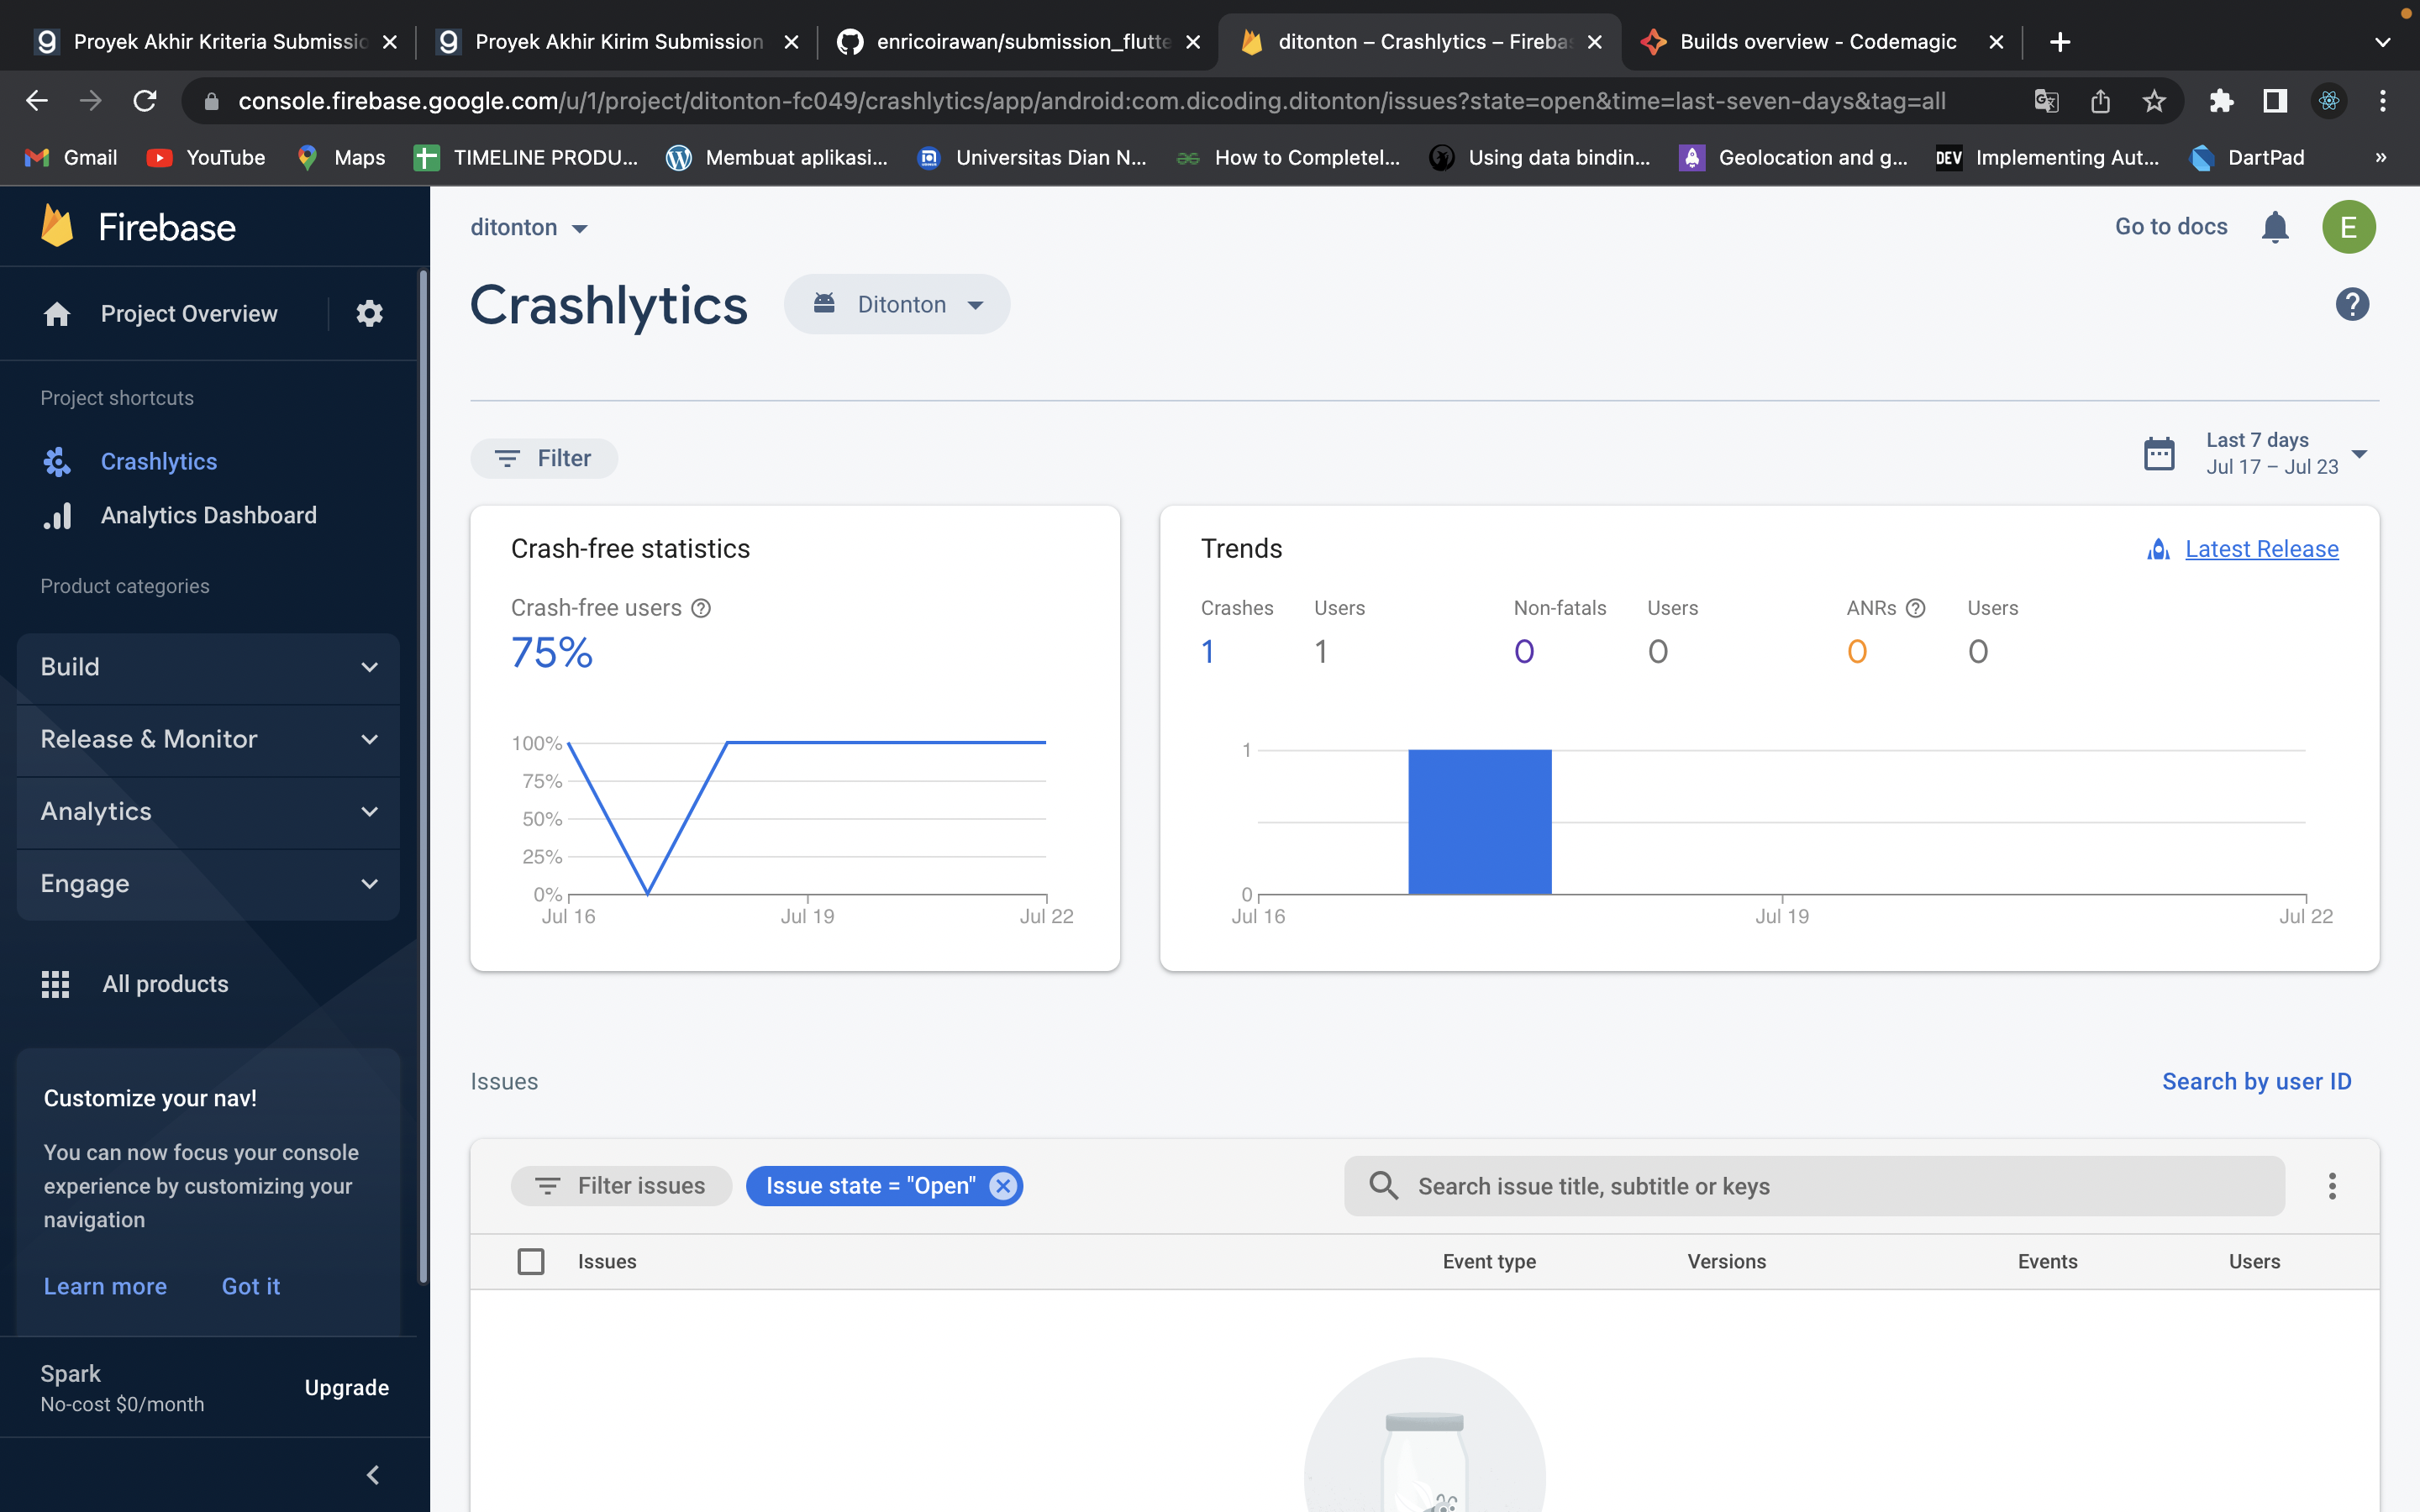 Proyek Akhir Kriteria Submissio
Proyek Akhir Kirim Submission
enricoirawan/submission_flutte
ditonton – Crashlytics – Fireba
Builds overview - Codemagic
console.firebase.google.com/u/1/project/ditonton-fc049/crashlytics/app/android:com.dicoding.ditonton/issues?state=open&time=last-seven-days&tag=all
Gmail
YouTube
Maps
TIMELINE PRODU...
Membuat aplikasi...
Universitas Dian N...
How to Completel...
Using data bindin...
Geolocation and g...
DEV
Implementing Aut...
DartPad
»
Firebase
Project Overview
Project shortcuts
Crashlytics
Analytics Dashboard
Product categories
Build
Release & Monitor
Analytics
Engage
All products
Customize your nav!
You can now focus your console
experience by customizing your
navigation
Learn more
Got it
Spark
No-cost $0/month
Upgrade
ditonton
Go to docs
E
Crashlytics
Ditonton
Filter
Last 7 days
Jul 17 – Jul 23
Crash-free statistics
Crash-free users
75%
100%
75%
50%
25%
0%
Jul 16
Jul 19
Jul 22
Trends
Latest Release
Crashes
Users
Non-fatals
Users
ANRs
Users
1
1
0
0
0
0
1
0
Jul 16
Jul 19
Jul 22
Issues
Search by user ID
Filter issues
Issue state = "Open"
Search issue title, subtitle or keys
Issues
Event type
Versions
Events
Users